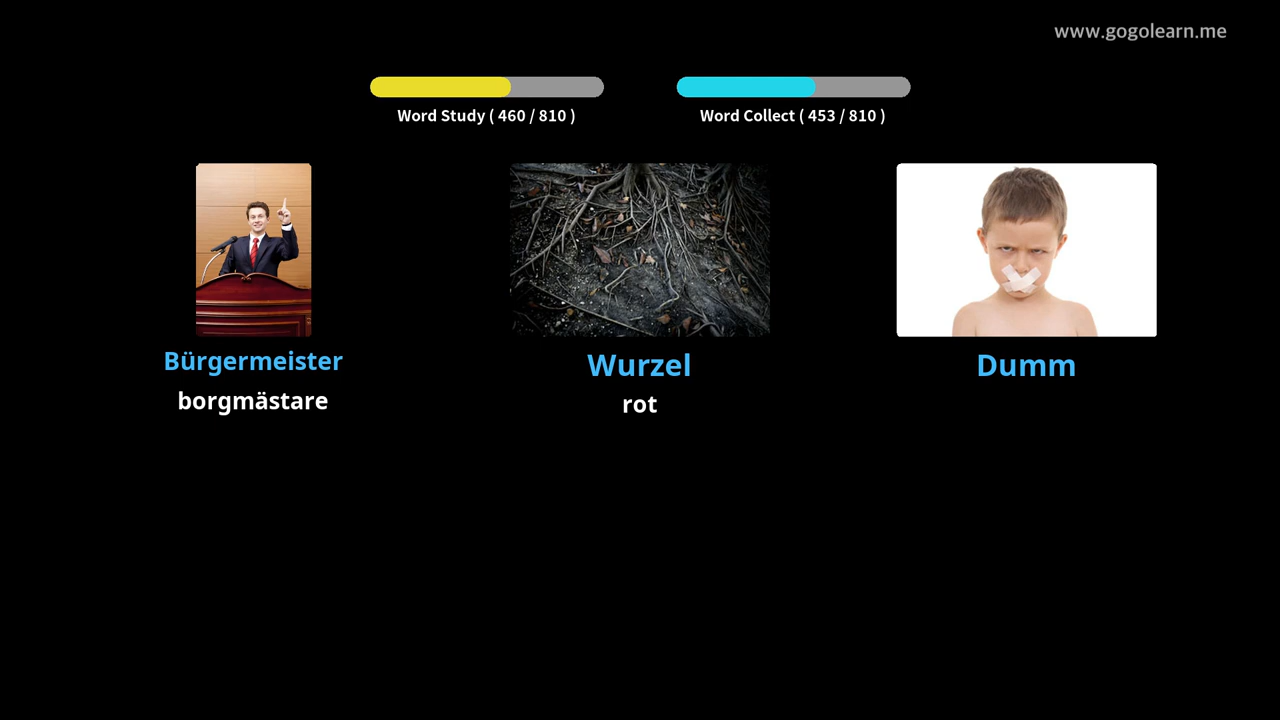 www.gogolearn.me
Word Study ( 460 / 810 )
Word Collect ( 453 / 810 )
Bürgermeister
borgmästare
Wurzel
rot
Dumm